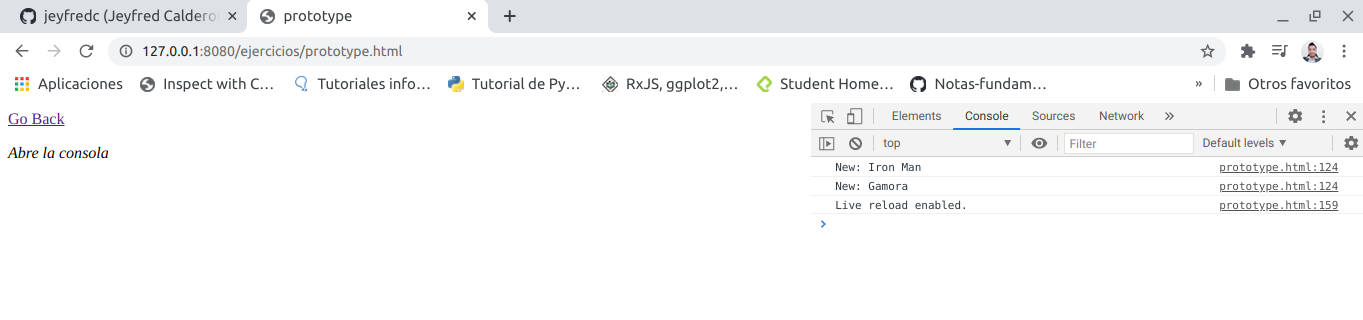 jeyfredc (Jeyfred Caldero
prototype
127.0.0.1:8080/ejercicios/prototype.html
Aplicaciones Inspect with C… Tutoriales info… Tutorial de Py… RxJS, ggplot2,… Student Home… Notas-fundam… » Otros favoritos
Go Back
Abre la consola
Elements Console Sources Network »
top Filter Default levels
New: Iron Man prototype.html:124
New: Gamora prototype.html:124
Live reload enabled. prototype.html:159